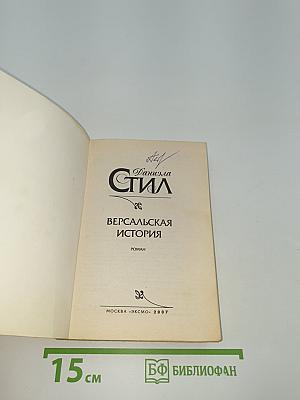 Даниэла
СТИЛ
ВЕРСАЛЬСКАЯ
ИСТОРИЯ
РОМАН
МОСКВА «ЭКСМО» 2007
15 см
БФ БИБЛИОФАН